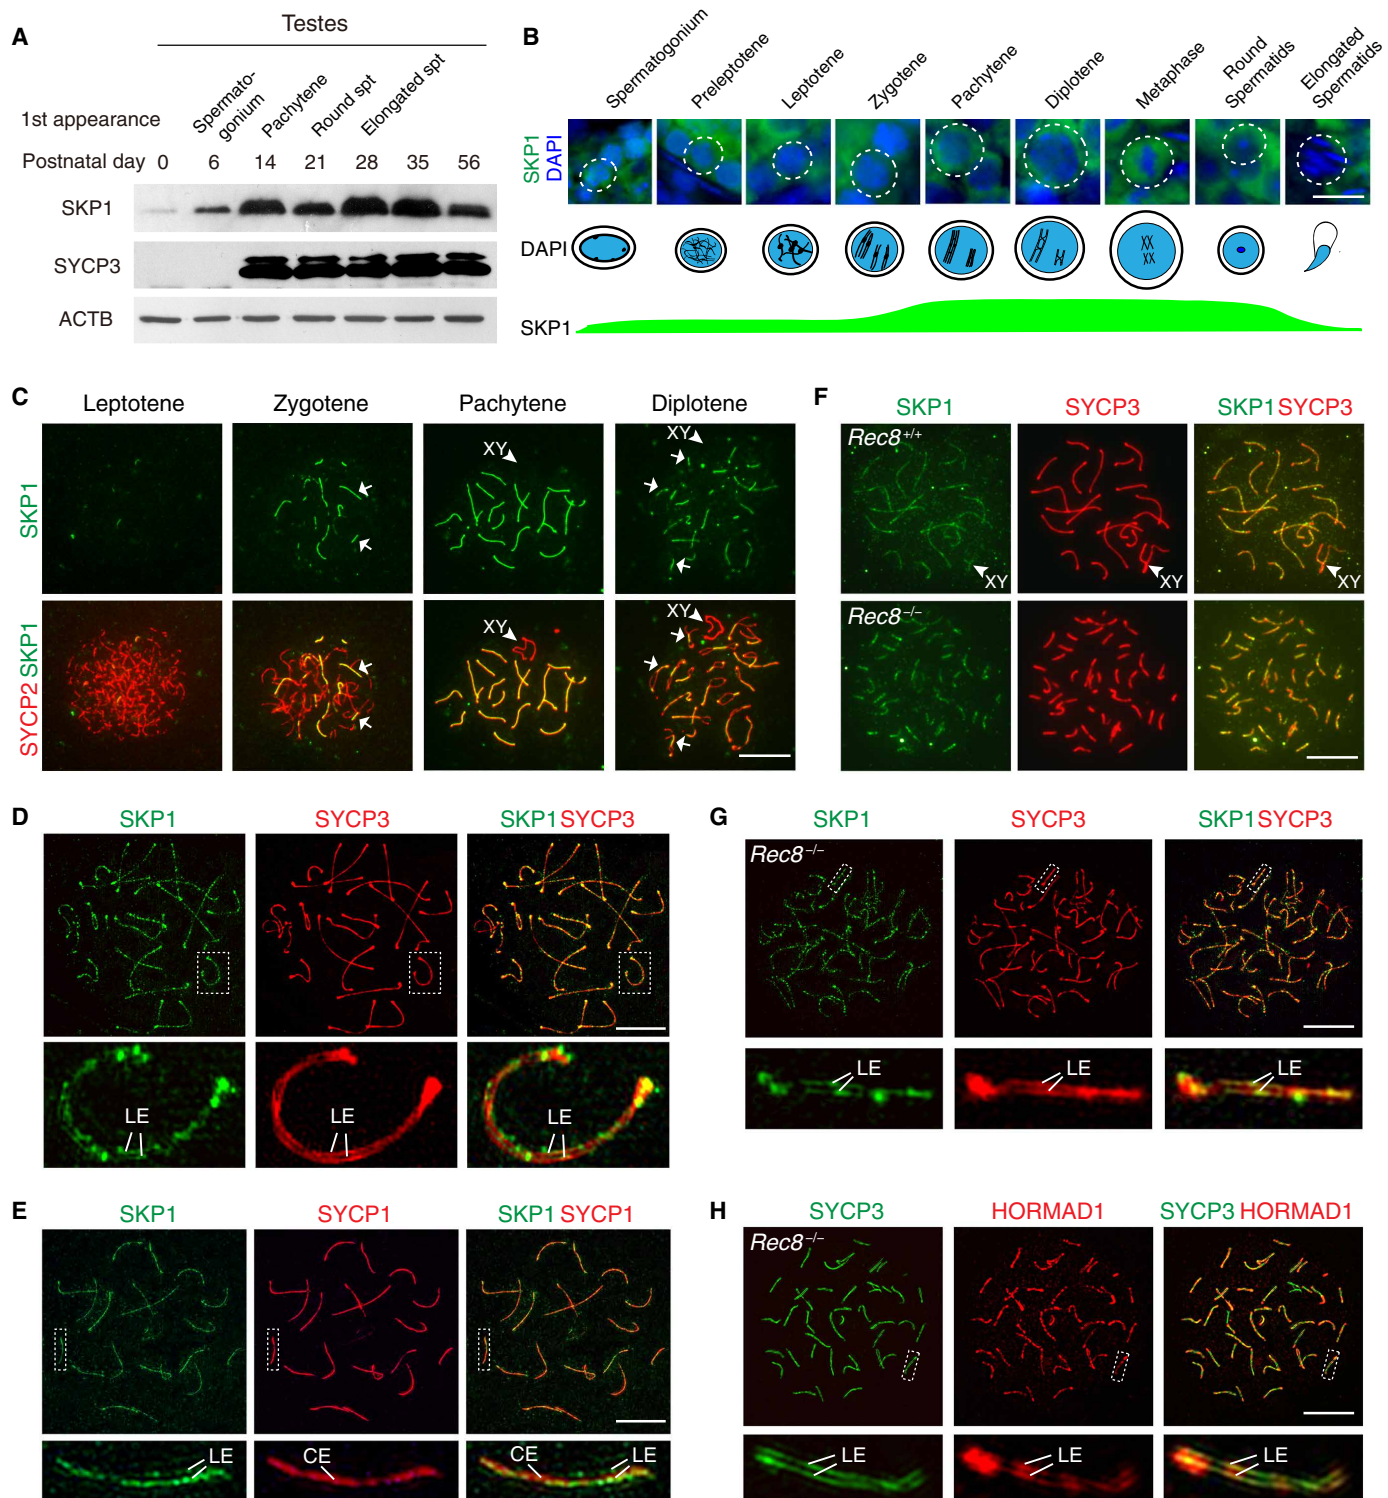 A
Testes
1st appearance
Spermato-
gonium
Pachytene
Round spt
Elongated spt
Postnatal day 0 6 14 21 28 35 56
SKP1
SYCP3
ACTB
B
Spermatogonium
Preleptotene
Leptotene
Zygotene
Pachytene
Diplotene
Metaphase
Round
Spermatids
Elongated
Spermatids
SKP1
DAPI
DAPI
SKP1
C
Leptotene Zygotene Pachytene Diplotene
SKP1
XY
XY
SYCP2 SKP1
XY
XY
D
SKP1 SYCP3 SKP1 SYCP3
LE LE LE
E
SKP1 SYCP1 SKP1 SYCP1
LE CE CE LE
F
SKP1 SYCP3 SKP1 SYCP3
Rec8+/+
XY XY XY
Rec8−/−
G
SKP1 SYCP3 SKP1 SYCP3
Rec8−/−
LE LE LE
H
SYCP3 HORMAD1 SYCP3 HORMAD1
Rec8−/−
LE LE LE